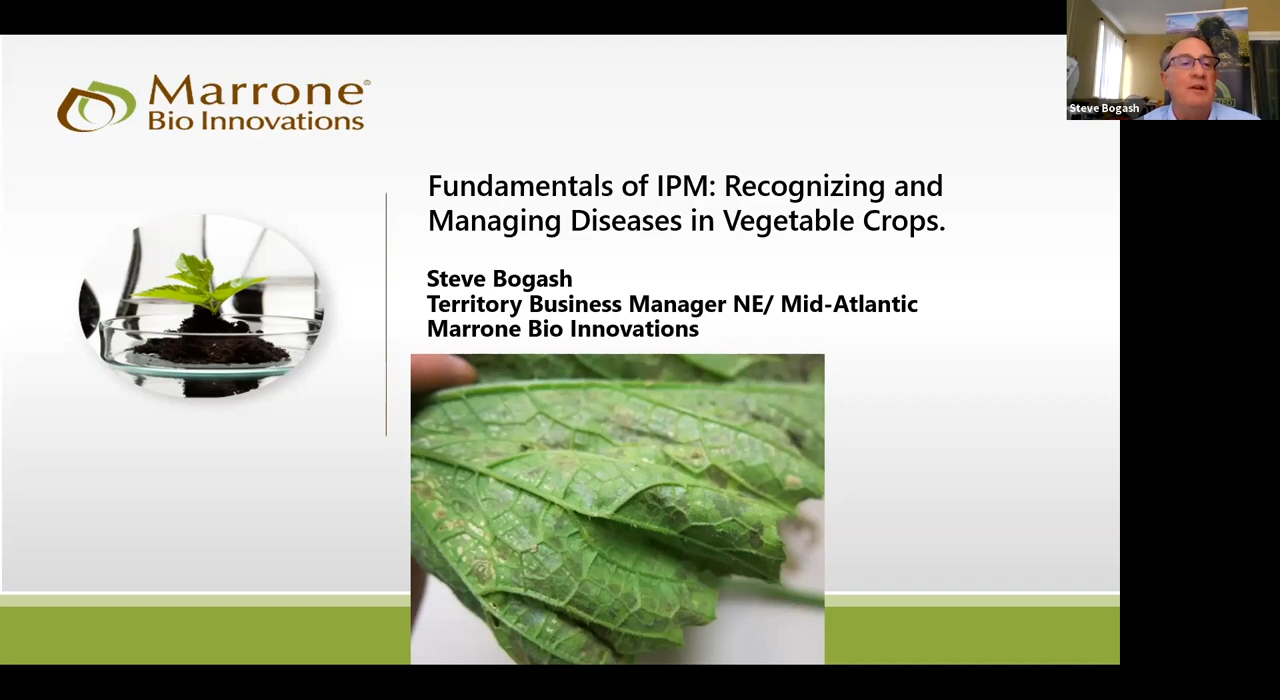 Marrone®
Bio Innovations
Steve Bogash
Fundamentals of IPM: Recognizing and
Managing Diseases in Vegetable Crops.
Steve Bogash
Territory Business Manager NE/ Mid-Atlantic
Marrone Bio Innovations